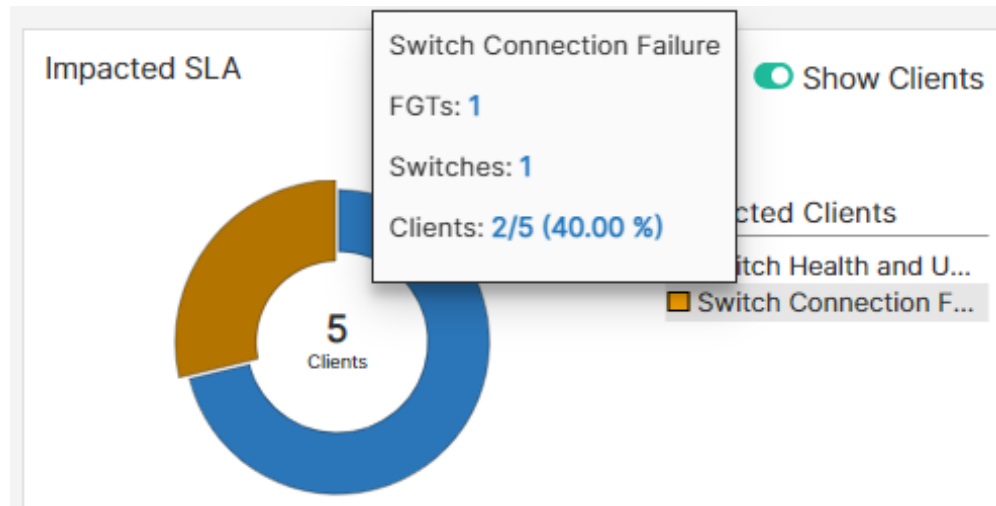 Impacted SLA
Switch Connection Failure
FGTs: 1
Switches: 1
Clients: 2/5 (40.00 %)
Show Clients
cted Clients
itch Health and U...
Switch Connection F...
5
Clients